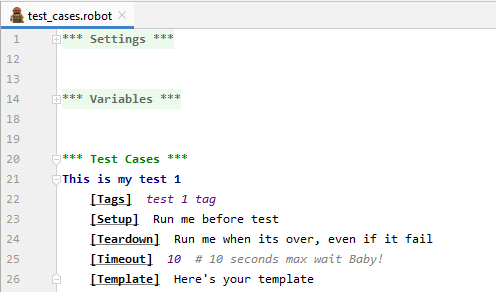 test_cases.robot
1 *** Settings ***
12
13
14 *** Variables ***
18
19
20 *** Test Cases ***
21 This is my test 1
22 [Tags] test 1 tag
23 [Setup] Run me before test
24 [Teardown] Run me when its over, even if it fail
25 [Timeout] 10 # 10 seconds max wait Baby!
26 [Template] Here's your template